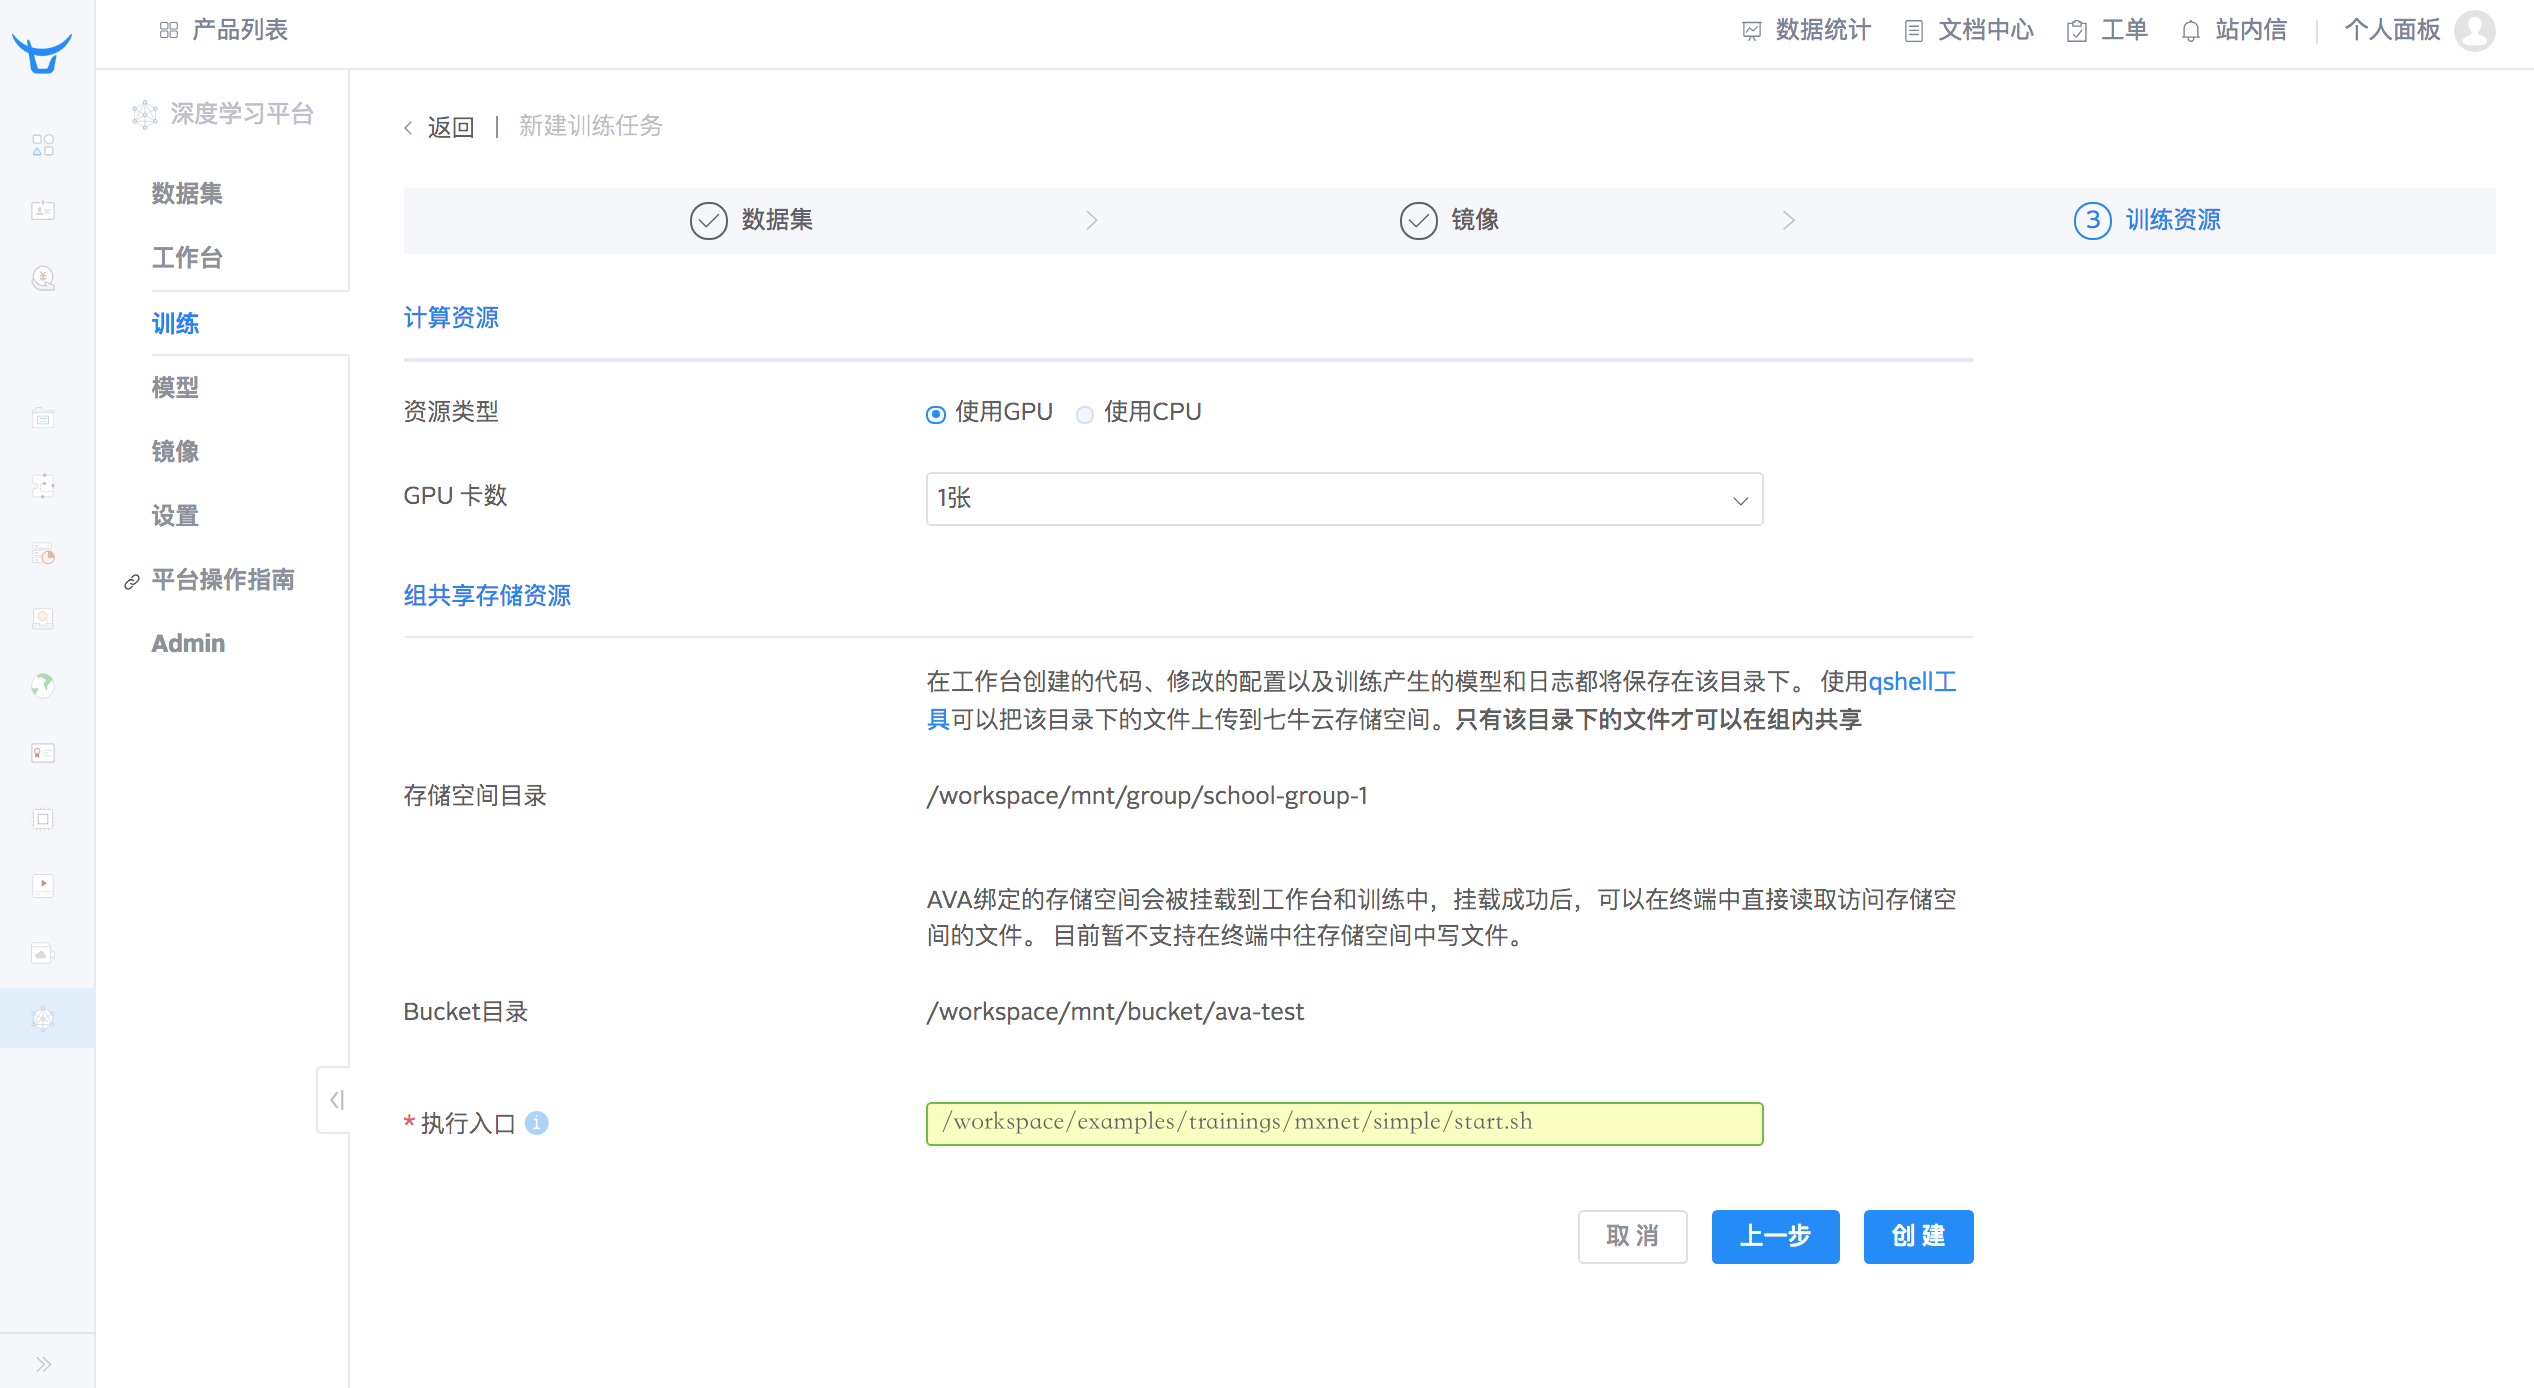 产品列表
数据统计 文档中心 工单 站内信 | 个人面板
深度学习平台
数据集
工作台
训练
模型
镜像
设置
平台操作指南
Admin
返回 | 新建训练任务
数据集 镜像 3 训练资源
计算资源
资源类型 使用GPU 使用CPU
GPU 卡数 1张
组共享存储资源
在工作台创建的代码、修改的配置以及训练产生的模型和日志都将保存在该目录下。 使用qshell工
具可以把该目录下的文件上传到七牛云存储空间。只有该目录下的文件才可以在组内共享
存储空间目录 /workspace/mnt/group/school-group-1
AVA绑定的存储空间会被挂载到工作台和训练中，挂载成功后，可以在终端中直接读取访问存储空
间的文件。 目前暂不支持在终端中往存储空间中写文件。
Bucket目录 /workspace/mnt/bucket/ava-test
* 执行入口 i /workspace/examples/trainings/mxnet/simple/start.sh
取 消 上一步 创 建